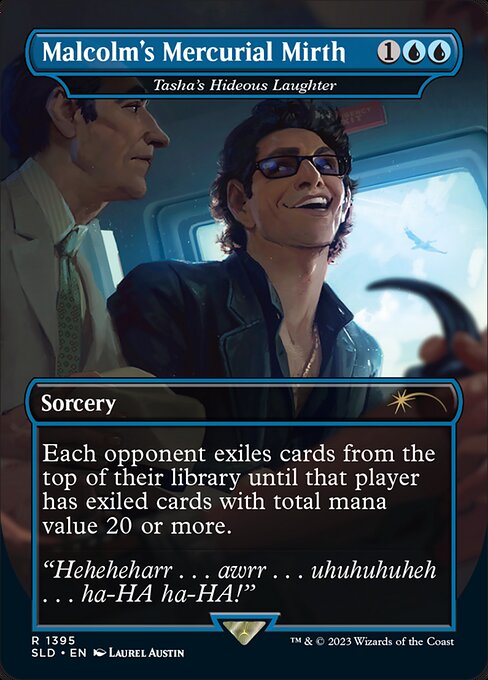 Malcolm's Mercurial Mirth 1
Tasha's Hideous Laughter
Sorcery
Each opponent exiles cards from the
top of their library until that player
has exiled cards with total mana
value 20 or more.
“Heheheharr . . . awrr . . . uhuhuhuheh
. . . ha-HA ha-HA!”
R 1395
SLD • EN Laurel Austin
™ & © 2023 Wizards of the Coast